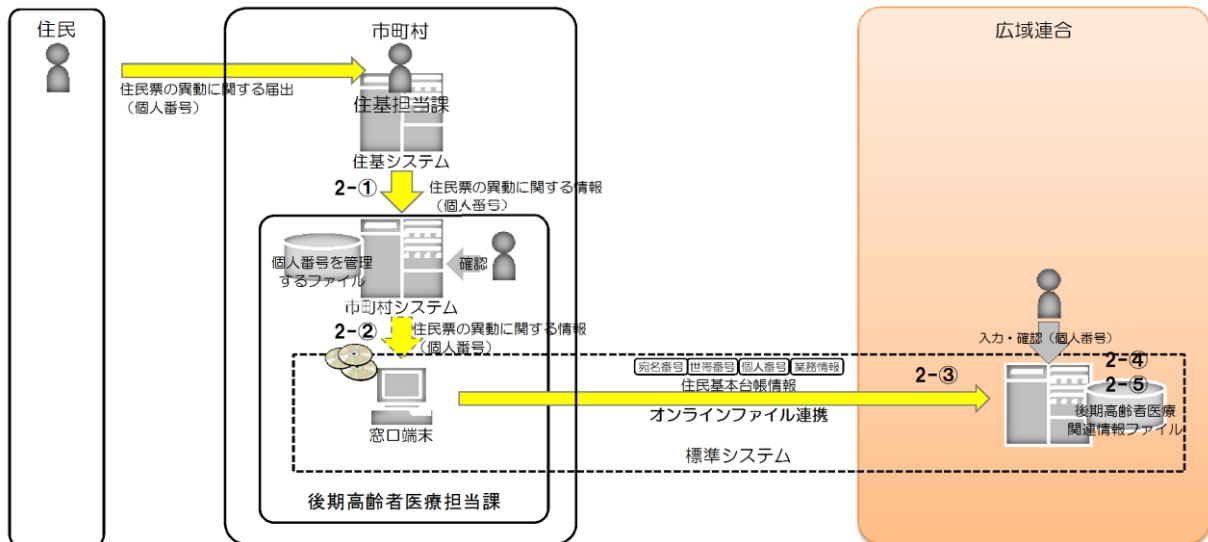 住民
市町村
広域連合
住民票の異動に関する届出
（個人番号）
住基担当課
住基システム
2-①
住民票の異動に関する情報
（個人番号）
個人番号を管理
するファイル
確認
市町村システム
2-②
住民票の異動に関する情報
（個人番号）
窓口端末
宛名番号 世帯番号 個人番号 業務情報
住民基本台帳情報
2-③
オンラインファイル連携
入力・確認（個人番号）
2-④
2-⑤
後期高齢者医療
関連情報ファイル
標準システム
後期高齢者医療担当課